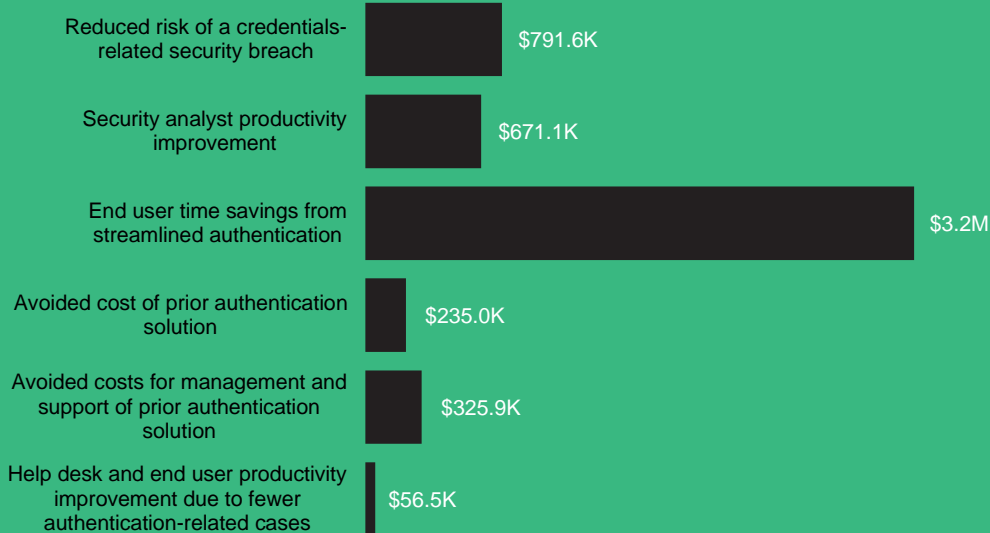 Reduced risk of a credentials-
related security breach
$791.6K
Security analyst productivity
improvement
$671.1K
End user time savings from
streamlined authentication
$3.2M
Avoided cost of prior authentication
solution
$235.0K
Avoided costs for management and
support of prior authentication
solution
$325.9K
Help desk and end user productivity
improvement due to fewer
authentication-related cases
$56.5K